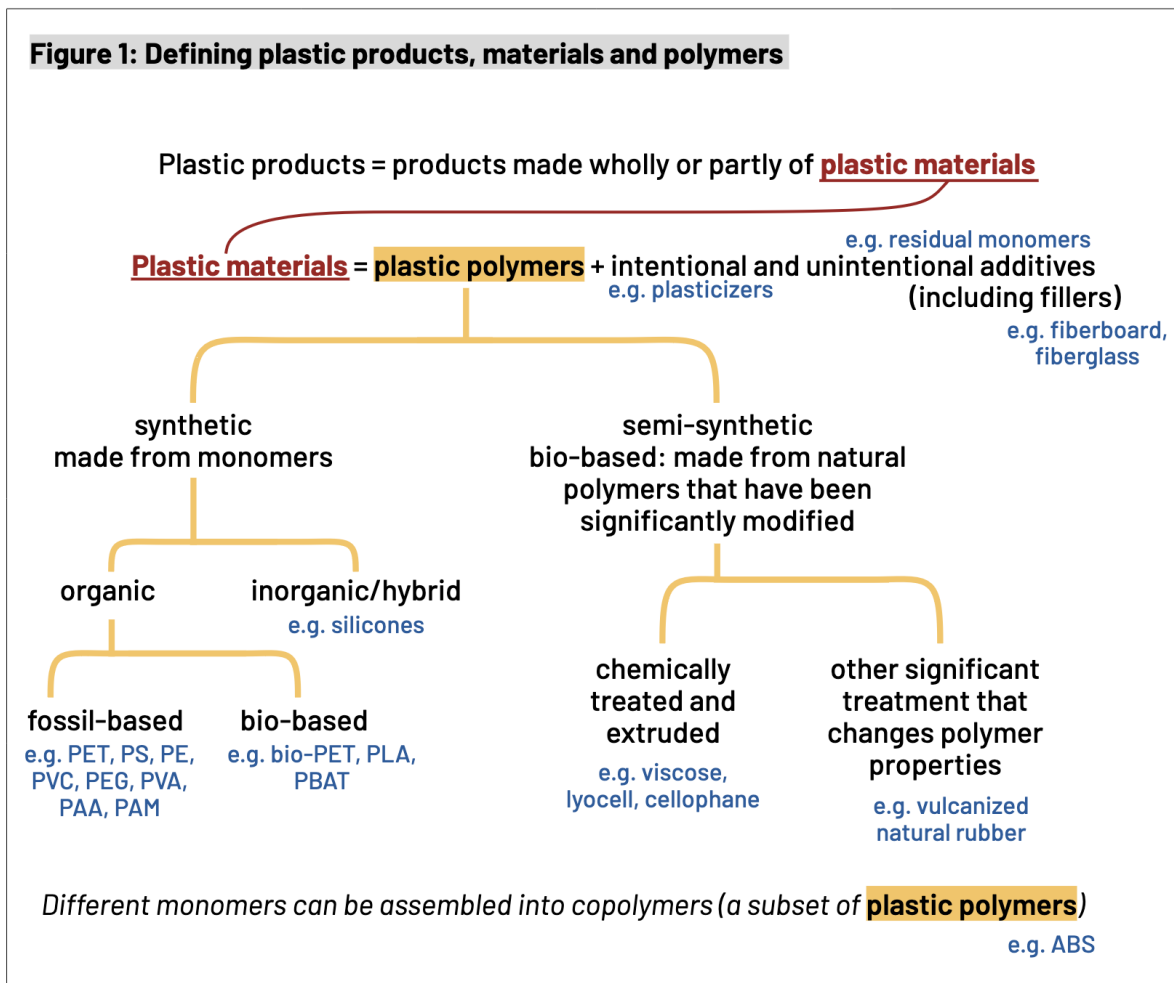 Figure 1: Defining plastic products, materials and polymers
Plastic products = products made wholly or partly of plastic materials
e.g. residual monomers
Plastic materials = plastic polymers + intentional and unintentional additives
e.g. plasticizers
(including fillers)
e.g. fiberboard,
fiberglass
synthetic
made from monomers
semi-synthetic
bio-based: made from natural
polymers that have been
significantly modified
organic
inorganic/hybrid
e.g. silicones
fossil-based
e.g. PET, PS, PE,
PVC, PEG, PVA,
PAA, PAM
bio-based
e.g. bio-PET, PLA,
PBAT
chemically
treated and
extruded
e.g. viscose,
lyocell, cellophane
other significant
treatment that
changes polymer
properties
e.g. vulcanized
natural rubber
Different monomers can be assembled into copolymers (a subset of plastic polymers)
e.g. ABS